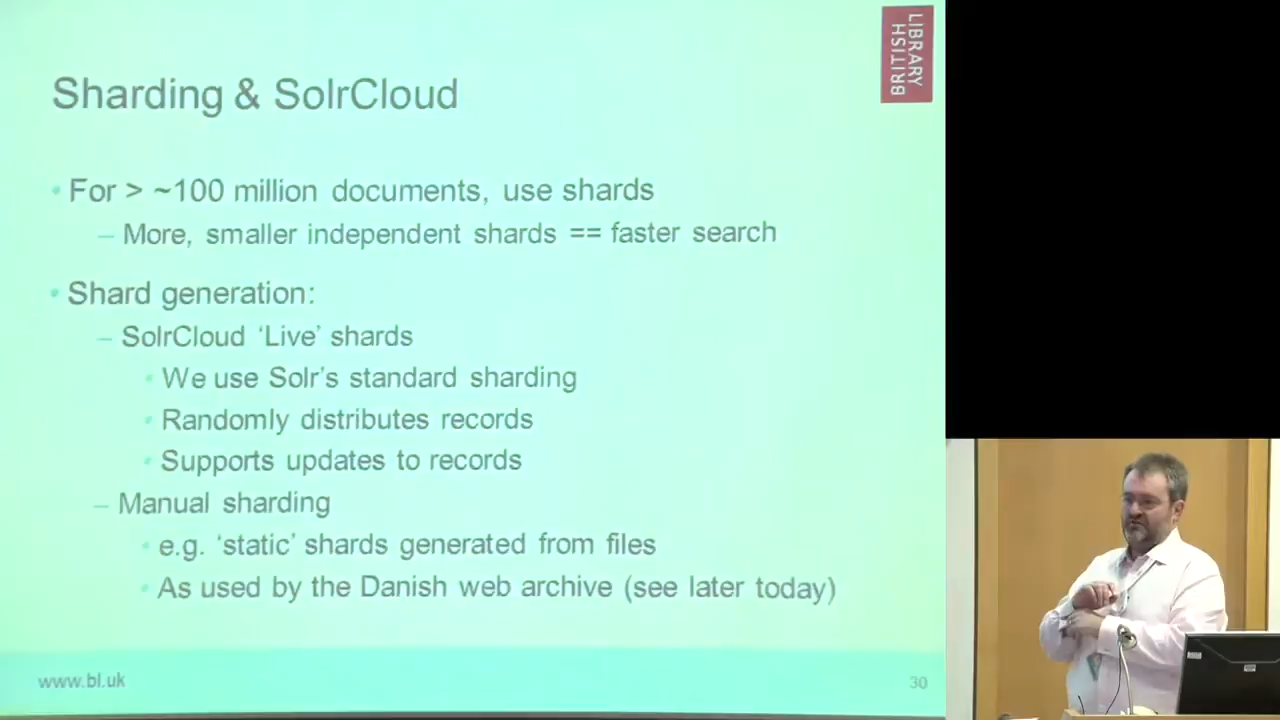 LIBRARY
BRITISH
Sharding & SolrCloud
• For > ~100 million documents, use shards
– More, smaller independent shards == faster search
• Shard generation:
– SolrCloud ‘Live’ shards
• We use Solr’s standard sharding
• Randomly distributes records
• Supports updates to records
– Manual sharding
• e.g. ‘static’ shards generated from files
• As used by the Danish web archive (see later today)
www.bl.uk
30